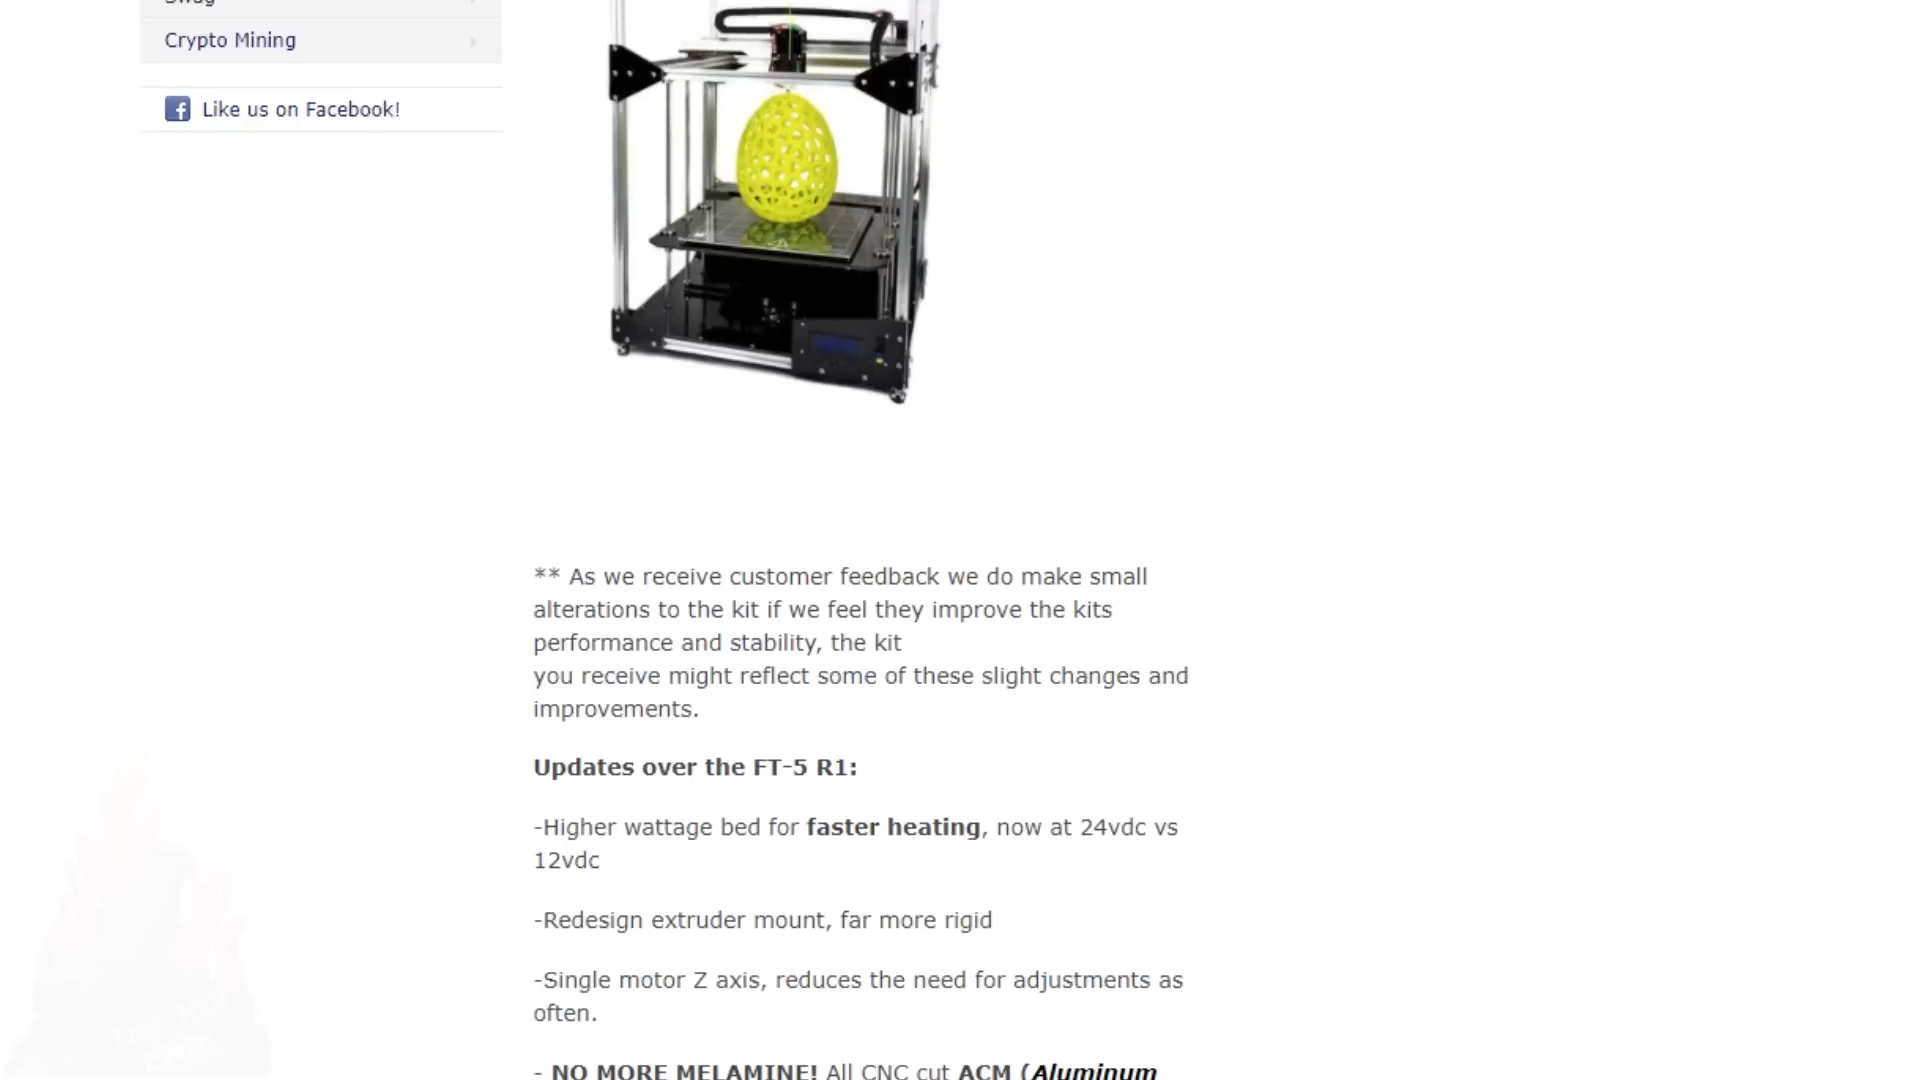 Swag
Crypto Mining
Like us on Facebook!
** As we receive customer feedback we do make small
alterations to the kit if we feel they improve the kits
performance and stability, the kit
you receive might reflect some of these slight changes and
improvements.
Updates over the FT-5 R1:
-Higher wattage bed for faster heating, now at 24vdc vs
12vdc
-Redesign extruder mount, far more rigid
-Single motor Z axis, reduces the need for adjustments as
often.
- NO MORE MELAMINE! All CNC cut ACM (Aluminum